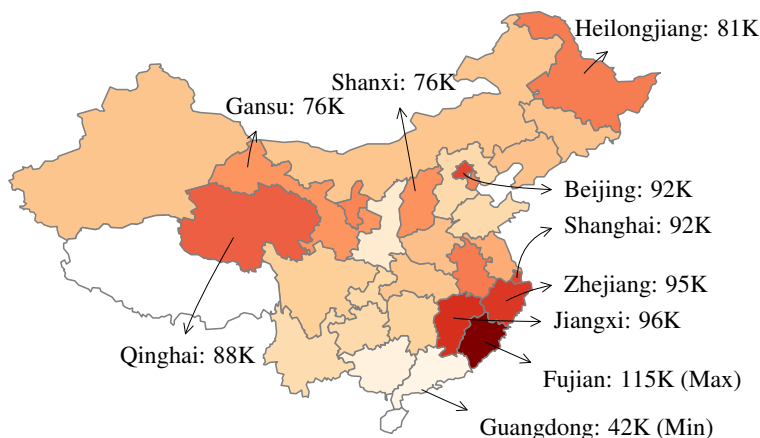 Heilongjiang: 81K
Shanxi: 76K
Gansu: 76K
Beijing: 92K
Shanghai: 92K
Zhejiang: 95K
Jiangxi: 96K
Qinghai: 88K
Fujian: 115K (Max)
Guangdong: 42K (Min)